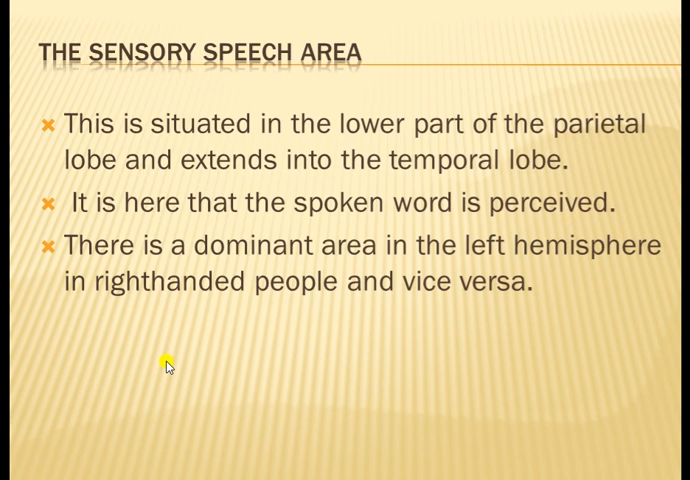 THE SENSORY SPEECH AREA
This is situated in the lower part of the parietal
lobe and extends into the temporal lobe.
It is here that the spoken word is perceived.
There is a dominant area in the left hemisphere
in righthanded people and vice versa.